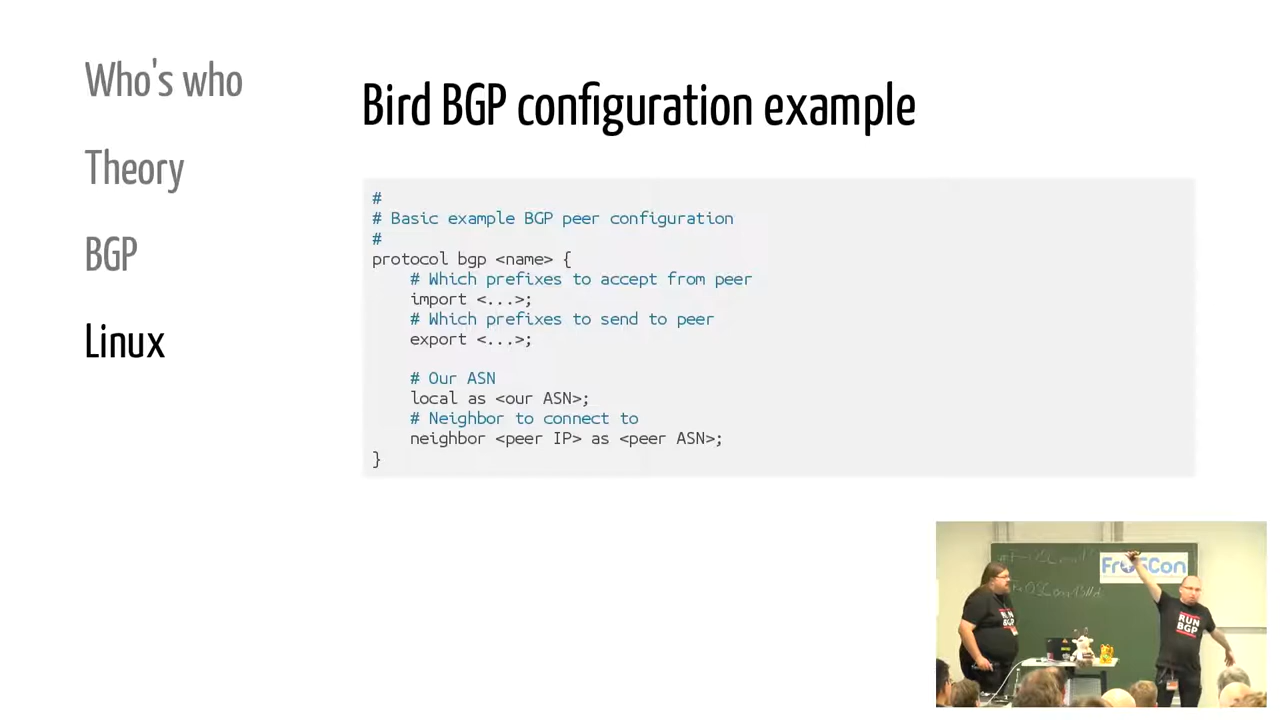 Who's who
Theory
BGP
Linux
Bird BGP configuration example
#
# Basic example BGP peer configuration
#
protocol bgp <name> {
    # Which prefixes to accept from peer
    import <...>;
    # Which prefixes to send to peer
    export <...>;
    # Our ASN
    local as <our ASN>;
    # Neighbor to connect to
    neighbor <peer IP> as <peer ASN>;
}
FrOSCon
RUN
BGP
RUN
BGP